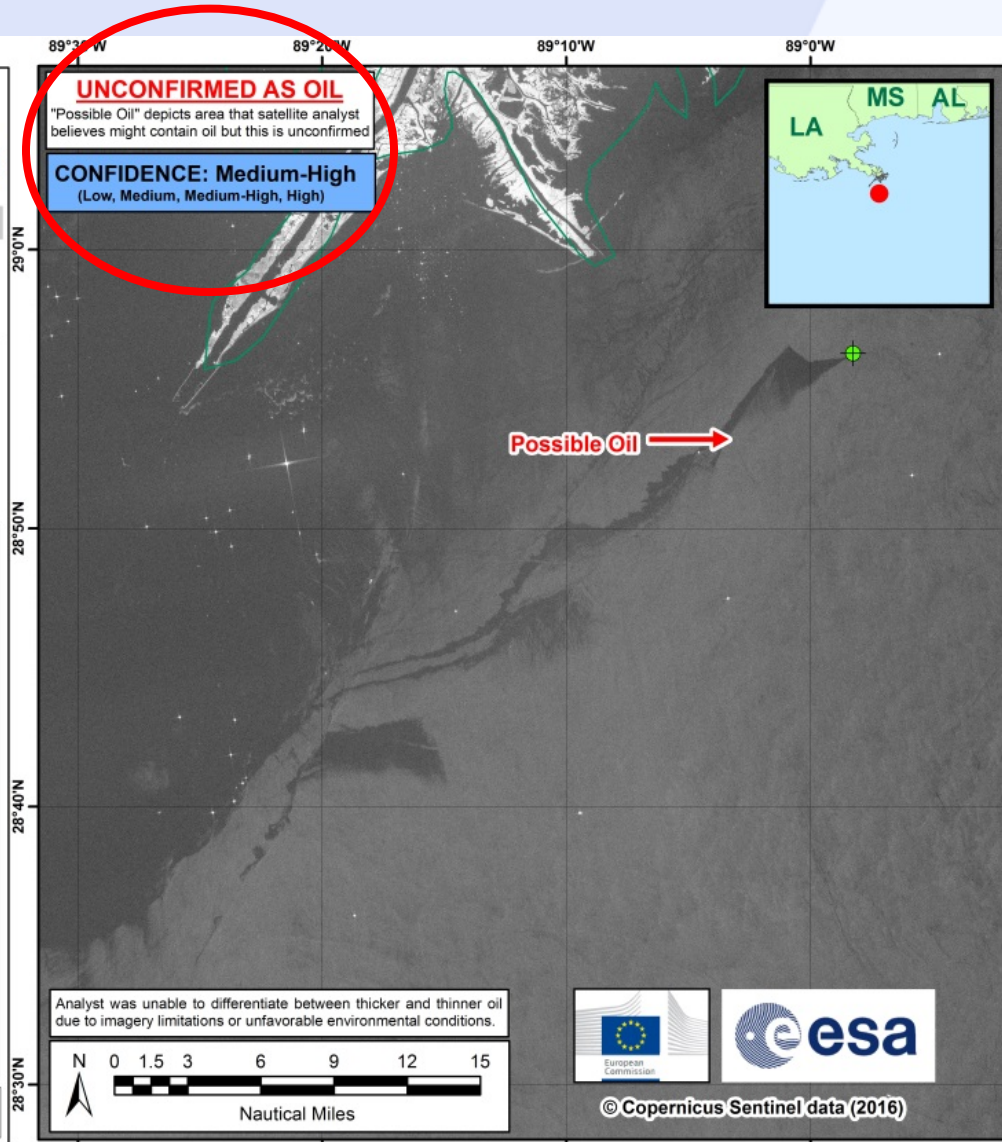 89°30'W 89°20'W 89°10'W 89°0'W
UNCONFIRMED AS OIL
"Possible Oil" depicts area that satellite analyst
believes might contain oil but this is unconfirmed
CONFIDENCE: Medium-High
(Low, Medium, Medium-High, High)
MS AL
LA
29°0'N
Possible Oil
28°50'N
28°40'N
Analyst was unable to differentiate between thicker and thinner oil
due to imagery limitations or unfavorable environmental conditions.
N 0 1.5 3 6 9 12 15
Nautical Miles
European
Commission
esa
© Copernicus Sentinel data (2016)
28°30'N